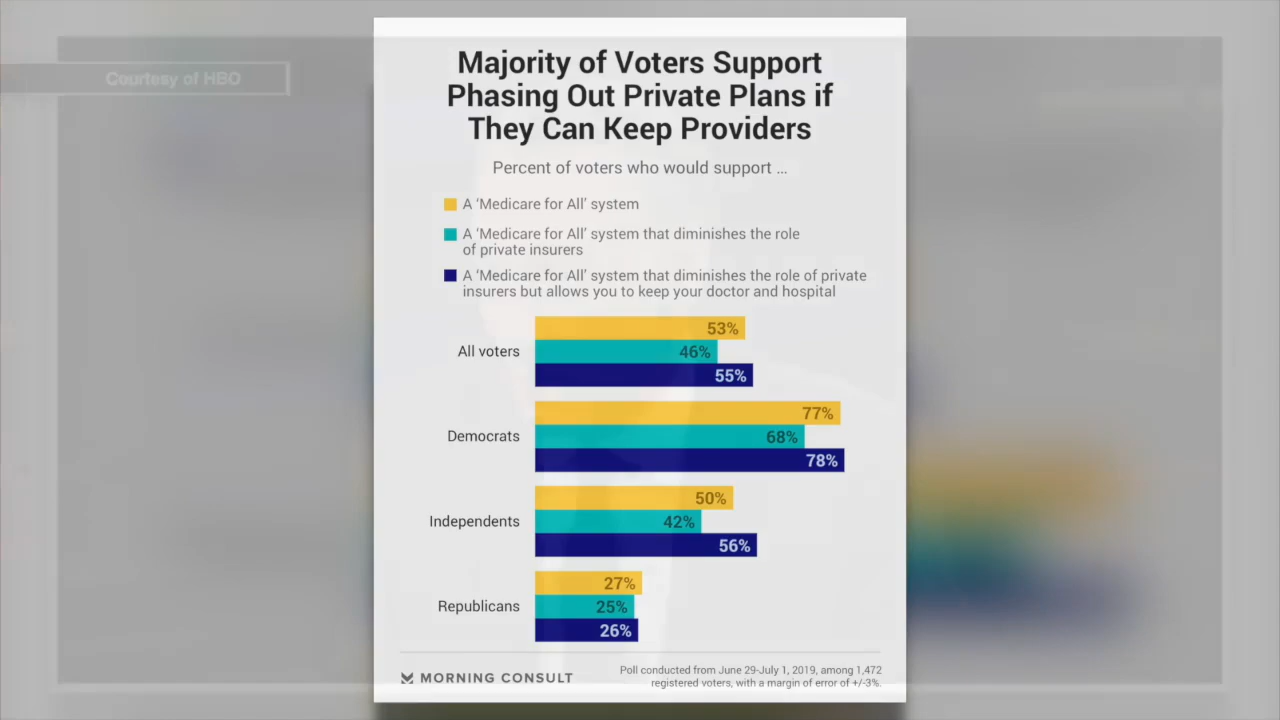 Courtesy of HBO
Majority of Voters Support
Phasing Out Private Plans if
They Can Keep Providers
Percent of voters who would support ...
A ‘Medicare for All’ system
A ‘Medicare for All’ system that diminishes the role
of private insurers
A ‘Medicare for All’ system that diminishes the role of private
insurers but allows you to keep your doctor and hospital
53%
All voters 46%
55%
77%
Democrats 68%
78%
50%
Independents 42%
56%
27%
Republicans 25%
26%
MORNING CONSULT
Poll conducted from June 29-July 1, 2019, among 1,472
registered voters, with a margin of error of +/-3%.